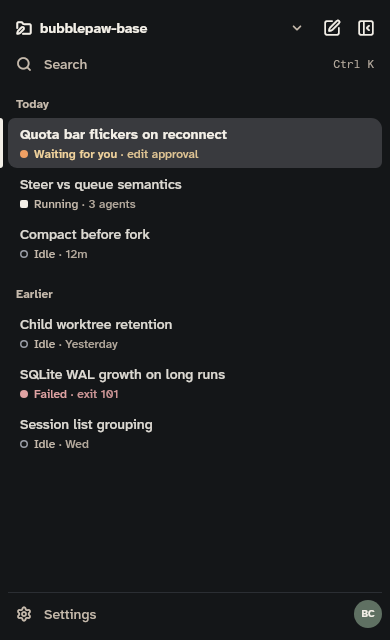 bubblepaw-base
Search Ctrl K
Today
Quota bar flickers on reconnect
Waiting for you · edit approval
Steer vs queue semantics
Running · 3 agents
Compact before fork
Idle · 12m
Earlier
Child worktree retention
Idle · Yesterday
SQLite WAL growth on long runs
Failed · exit 101
Session list grouping
Idle · Wed
Settings BC